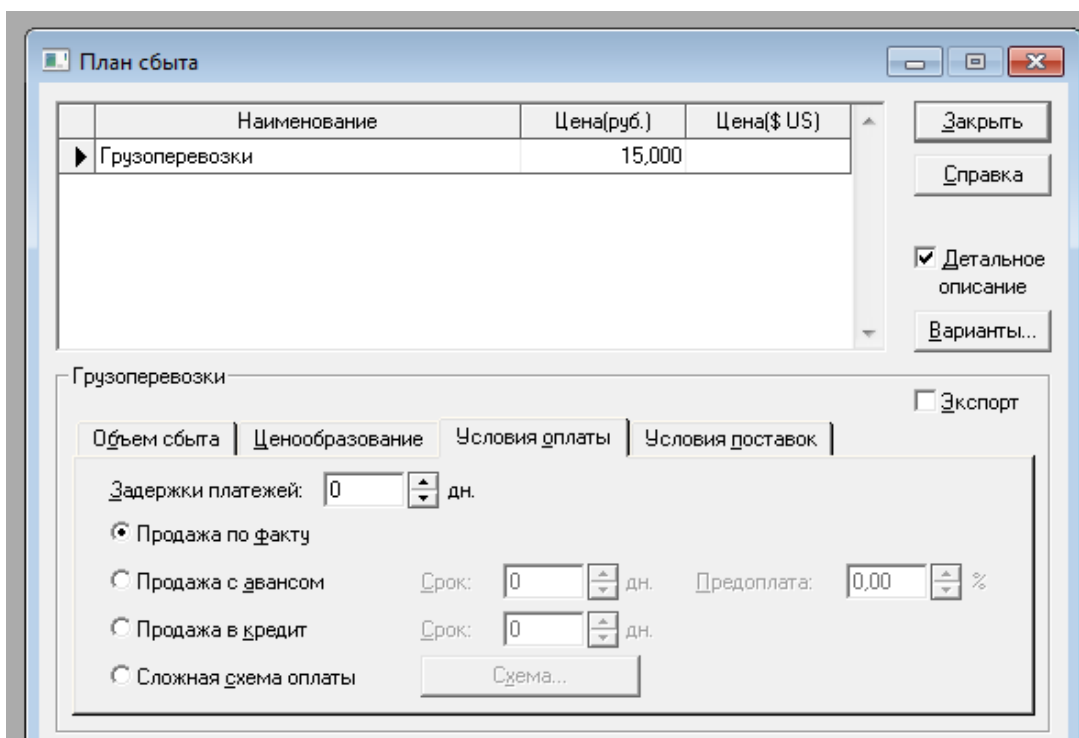 План сбыта
Наименование Цена(руб.) Цена($ US)
Грузоперевозки 15,000
Закрыть
Справка
Детальное
описание
Варианты...
Грузоперевозки
Экспорт
Объем сбыта Ценообразование Условия оплаты Условия поставок
Задержки платежей: 0 дн.
Продажа по факту
Продажа с авансом Срок: 0 дн. Предоплата: 0,00 %
Продажа в кредит Срок: 0 дн.
Сложная схема оплаты Схема...